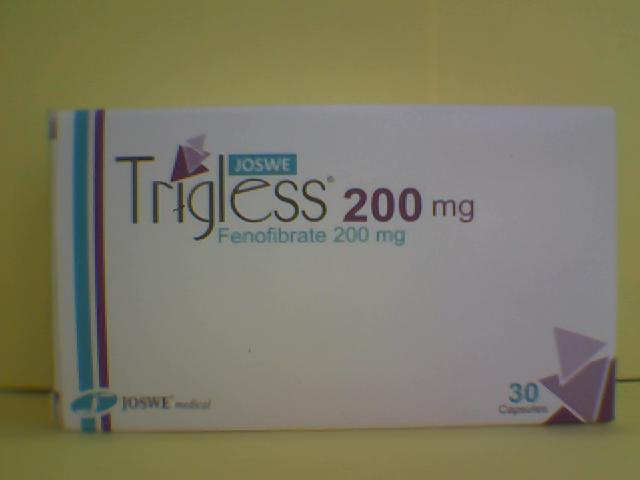 JOSWE
Trigless® 200 mg
Fenofibrate 200 mg
JOSWE® medical
30
Capsules